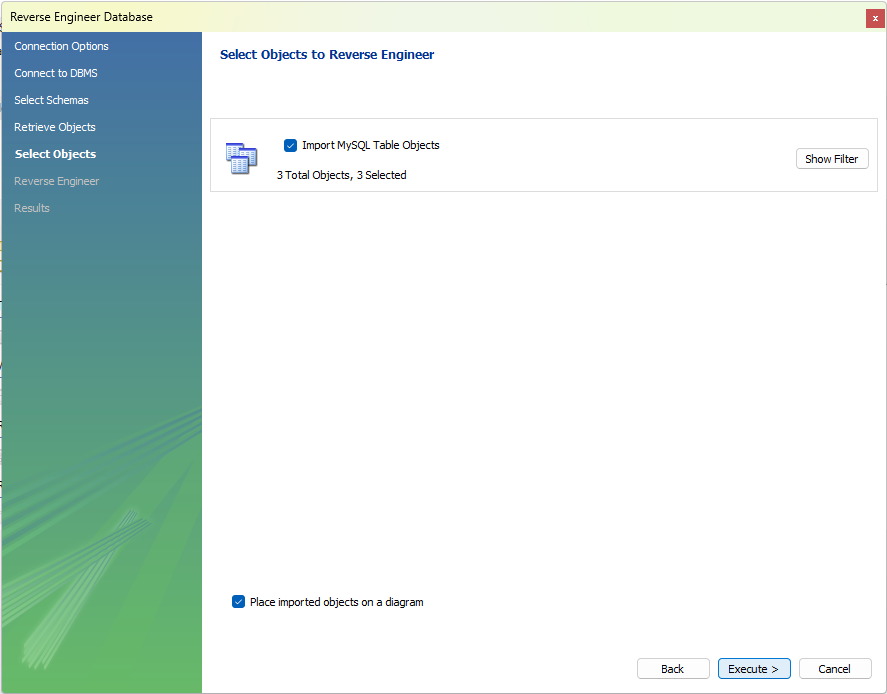 Reverse Engineer Database
x
Connection Options
Connect to DBMS
Select Schemas
Retrieve Objects
Select Objects
Reverse Engineer
Results
Select Objects to Reverse Engineer
Import MySQL Table Objects
3 Total Objects, 3 Selected
Show Filter
Place imported objects on a diagram
Back
Execute >
Cancel